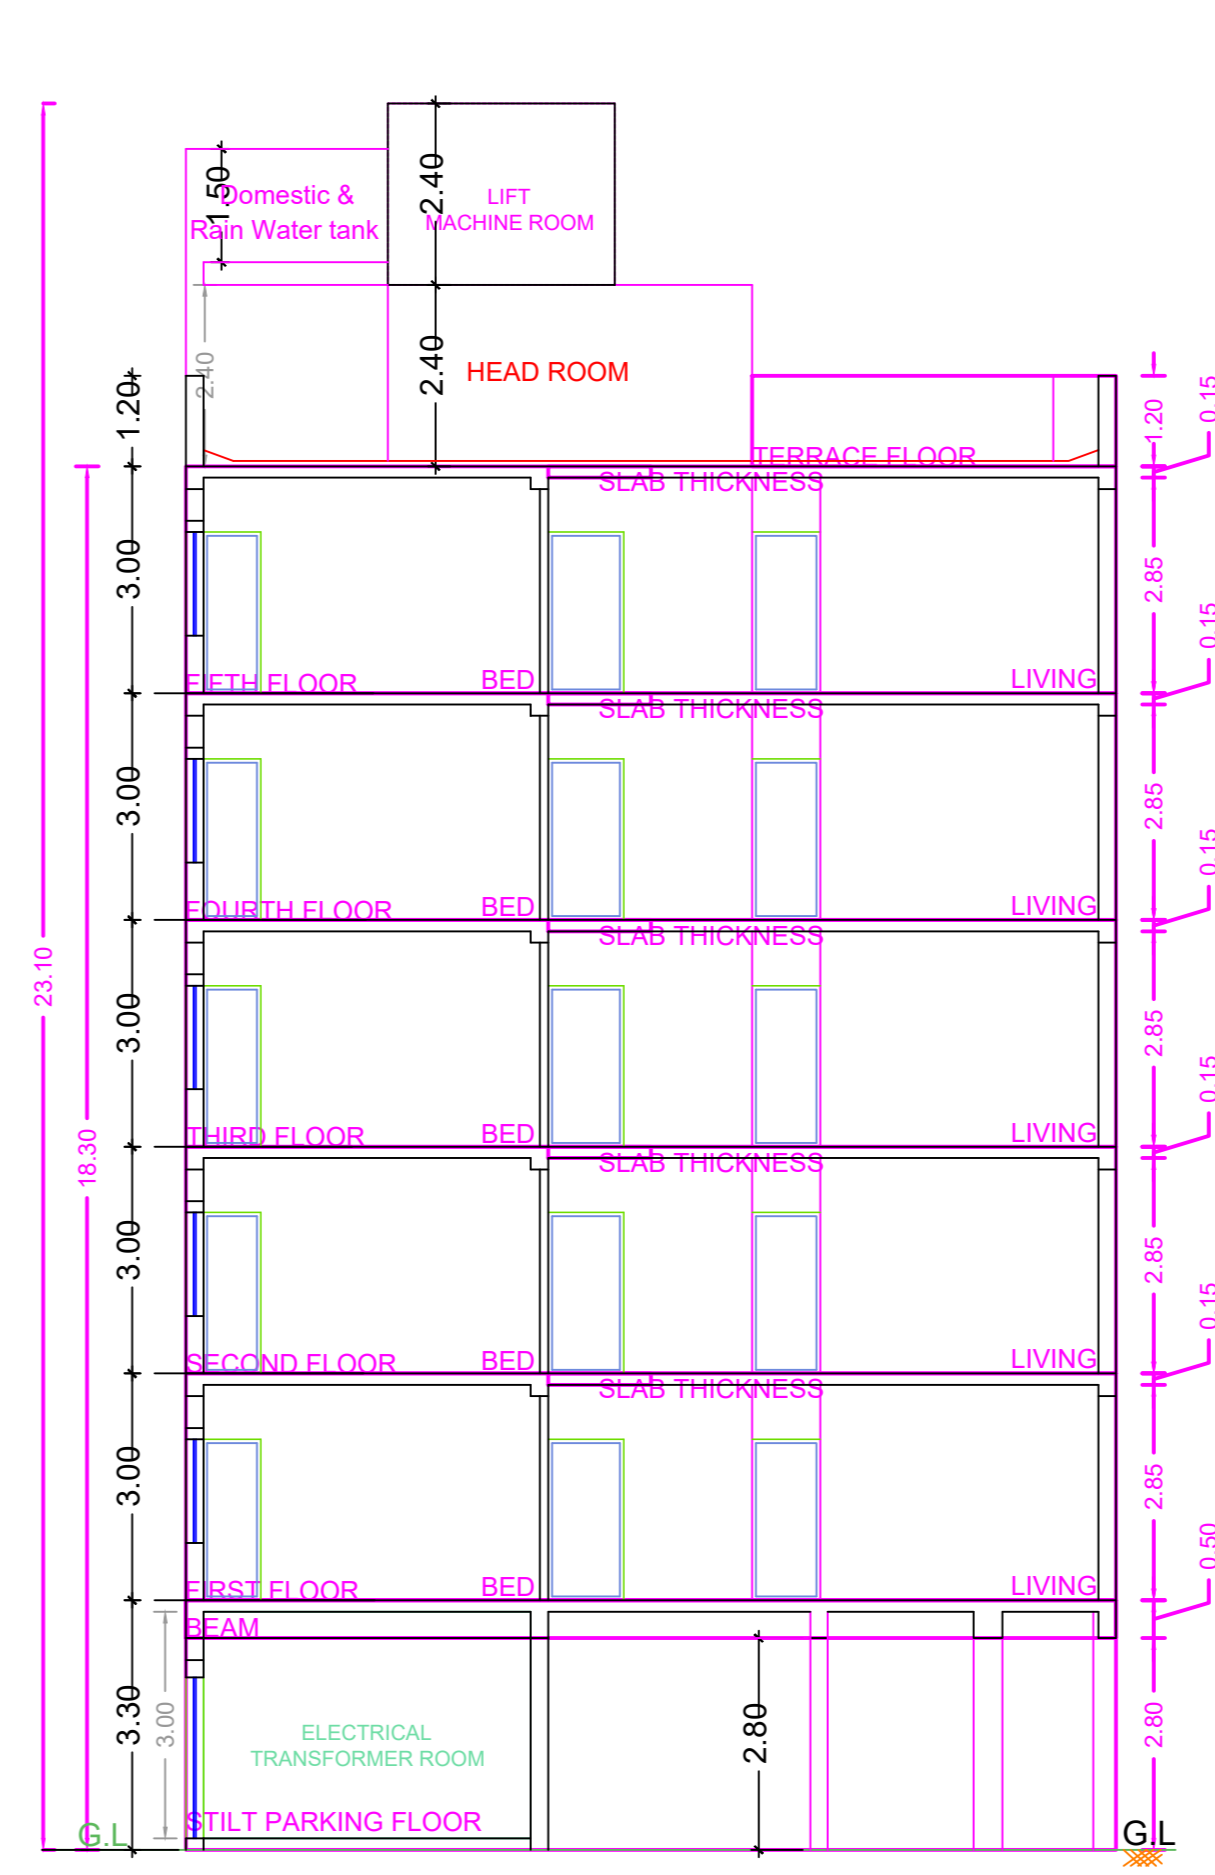 1.50
Domestic &
Rain Water tank
2.40
LIFT
MACHINE ROOM
2.40
2.40
HEAD ROOM
1.20
1.20
0.15
TERRACE FLOOR
SLAB THICKNESS
3.00
2.85
0.15
FIFTH FLOOR
BED
LIVING
SLAB THICKNESS
3.00
2.85
0.15
FOURTH FLOOR
BED
LIVING
SLAB THICKNESS
23.10
3.00
2.85
0.15
THIRD FLOOR
BED
LIVING
SLAB THICKNESS
18.30
3.00
2.85
0.15
SECOND FLOOR
BED
LIVING
SLAB THICKNESS
3.00
2.85
0.50
FIRST FLOOR
BED
LIVING
BEAM
3.30
3.00
ELECTRICAL
TRANSFORMER ROOM
2.80
2.80
STILT PARKING FLOOR
G.L
G.L